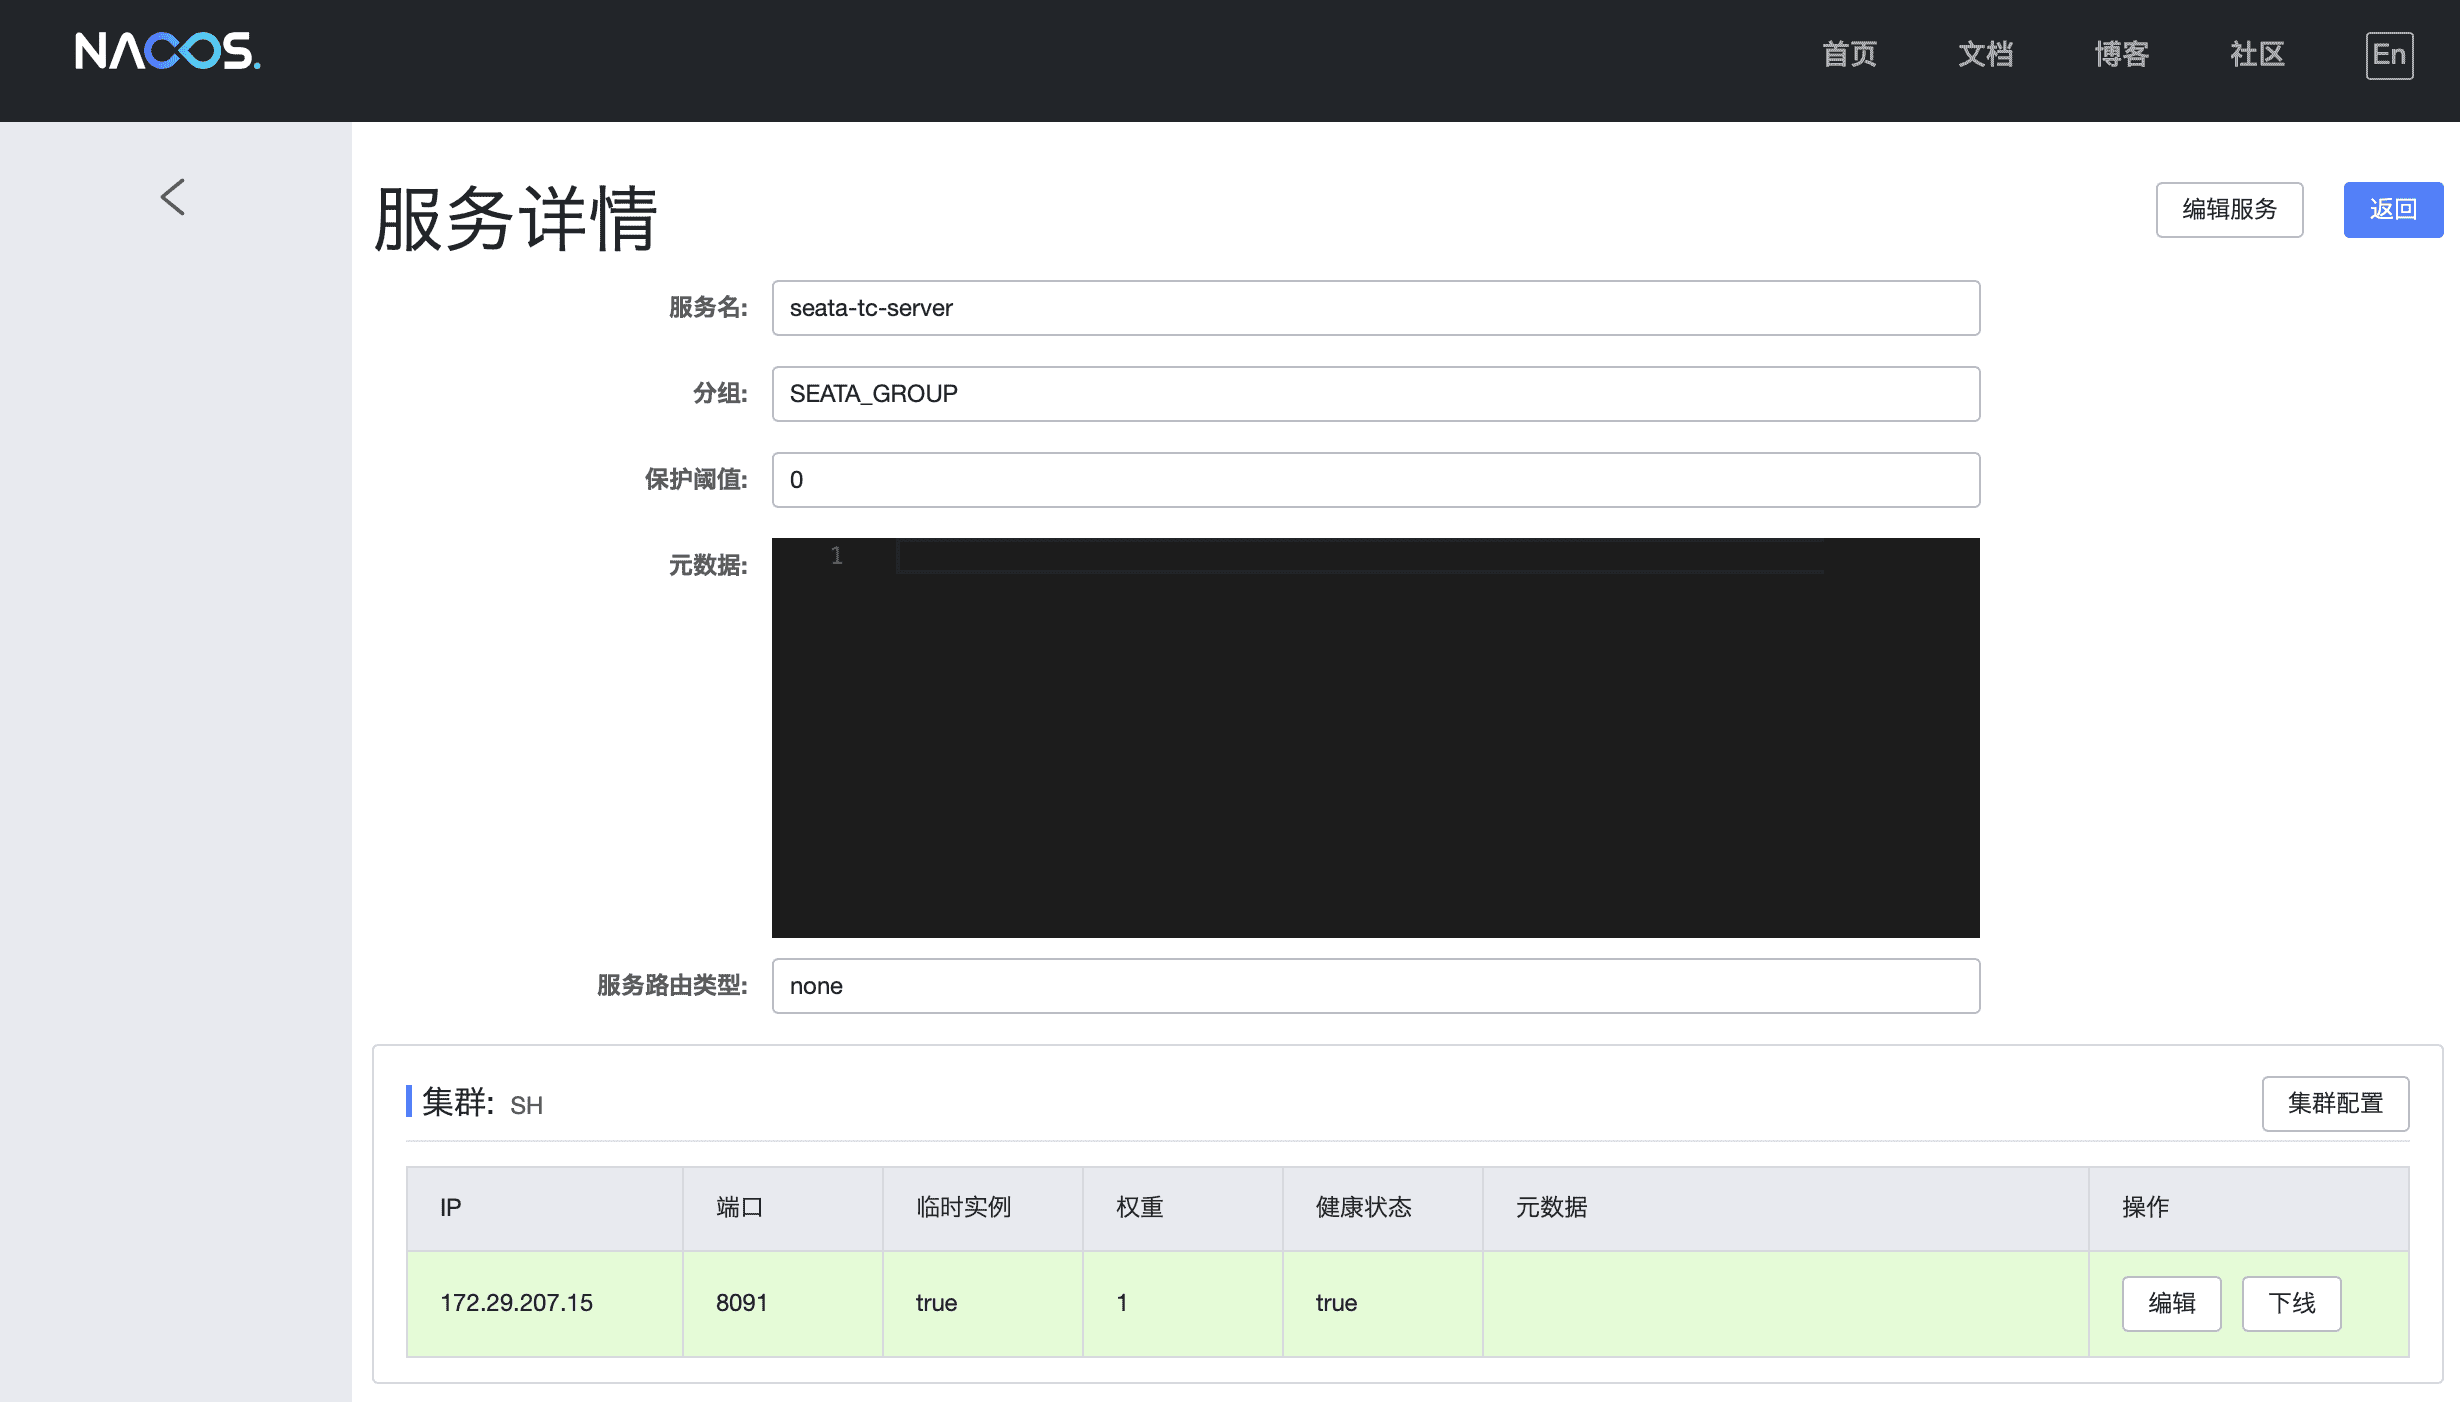 NACOS.
首页 文档 博客 社区 En
服务详情
编辑服务 返回
服务名: seata-tc-server
分组: SEATA_GROUP
保护阈值: 0
元数据: 1
服务路由类型: none
集群: SH 集群配置
IP 端口 临时实例 权重 健康状态 元数据 操作
172.29.207.15 8091 true 1 true 编辑 下线